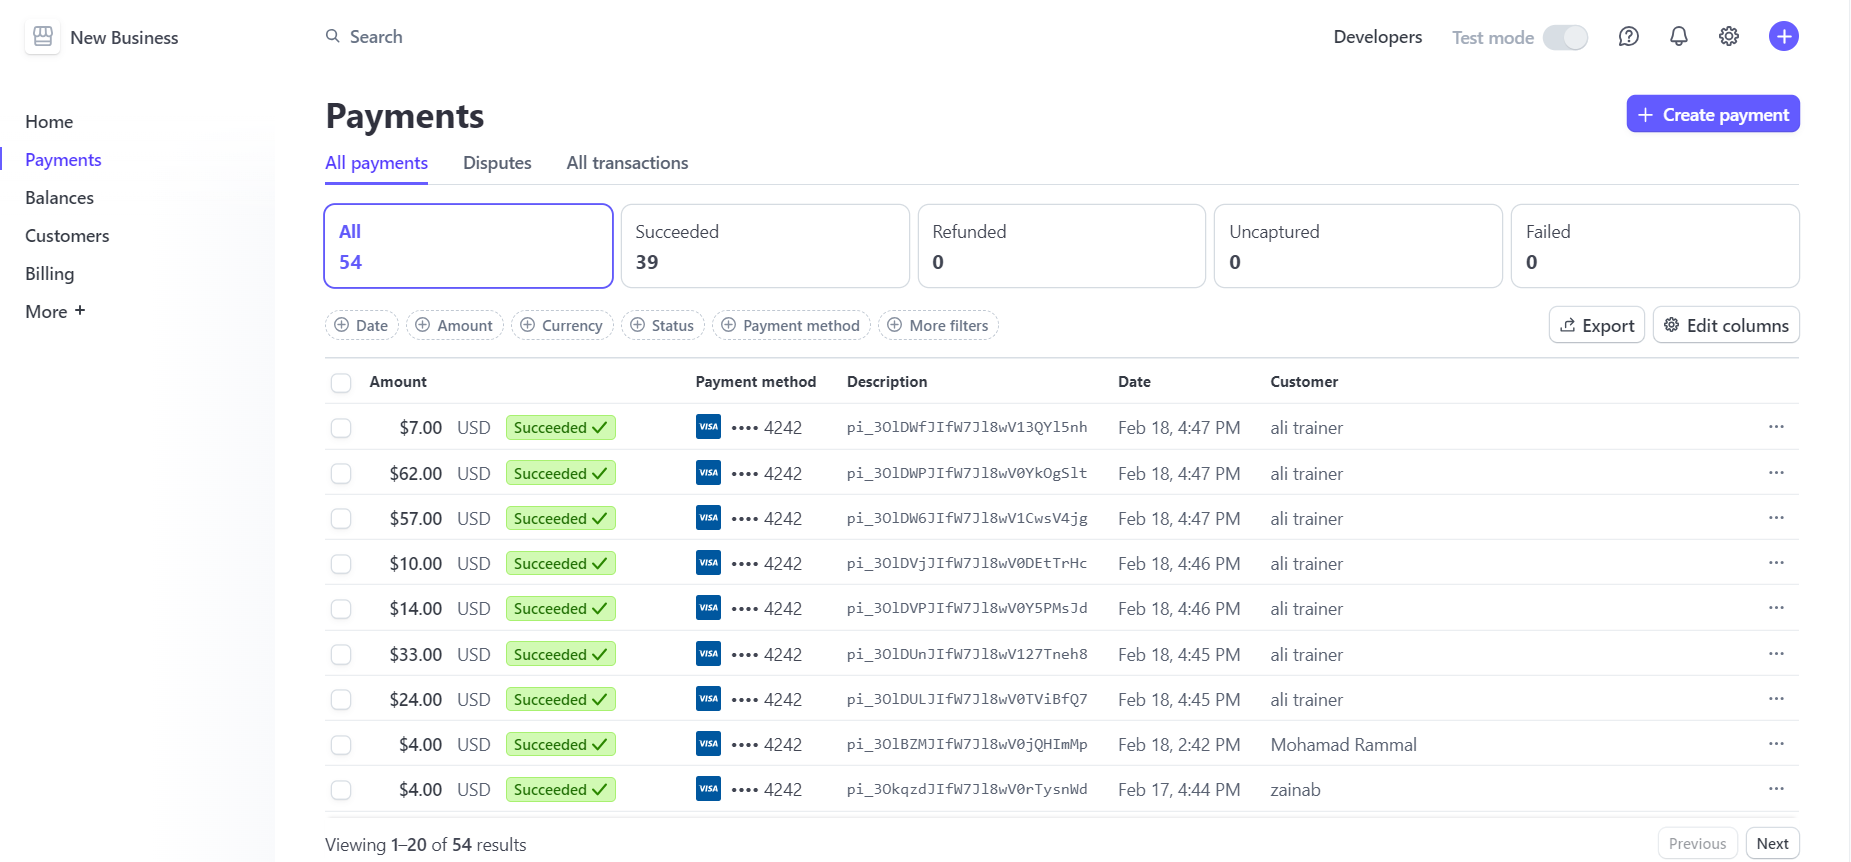 New Business
Search
Developers Test mode
Home
Payments
Balances
Customers
Billing
More +
Payments
+ Create payment
All payments Disputes All transactions
All Succeeded Refunded Uncaptured Failed
54 39 0 0 0
Date Amount Currency Status Payment method More filters Export Edit columns
Amount Payment method Description Date Customer
$7.00 USD Succeeded VISA •••• 4242 pi_3OlDWfJIfW7Jl8wV13QYl5nh Feb 18, 4:47 PM ali trainer
$62.00 USD Succeeded VISA •••• 4242 pi_3OlDWPJIfW7Jl8wV0YkOgSlt Feb 18, 4:47 PM ali trainer
$57.00 USD Succeeded VISA •••• 4242 pi_3OlDW6JIfW7Jl8wV1CwsV4jg Feb 18, 4:47 PM ali trainer
$10.00 USD Succeeded VISA •••• 4242 pi_3OlDVjJIfW7Jl8wV0DEtTrHc Feb 18, 4:46 PM ali trainer
$14.00 USD Succeeded VISA •••• 4242 pi_3OlDVPJIfW7Jl8wV0Y5PMsJd Feb 18, 4:46 PM ali trainer
$33.00 USD Succeeded VISA •••• 4242 pi_3OlDUnJIfW7Jl8wV127Tneh8 Feb 18, 4:45 PM ali trainer
$24.00 USD Succeeded VISA •••• 4242 pi_3OlDULJIfW7Jl8wV0TViBfQ7 Feb 18, 4:45 PM ali trainer
$4.00 USD Succeeded VISA •••• 4242 pi_3OlBZMJIfW7Jl8wV0jQHImMp Feb 18, 2:42 PM Mohamad Rammal
$4.00 USD Succeeded VISA •••• 4242 pi_3OkqzdJIfW7Jl8wV0rTysnWd Feb 17, 4:44 PM zainab
Viewing 1–20 of 54 results Previous Next